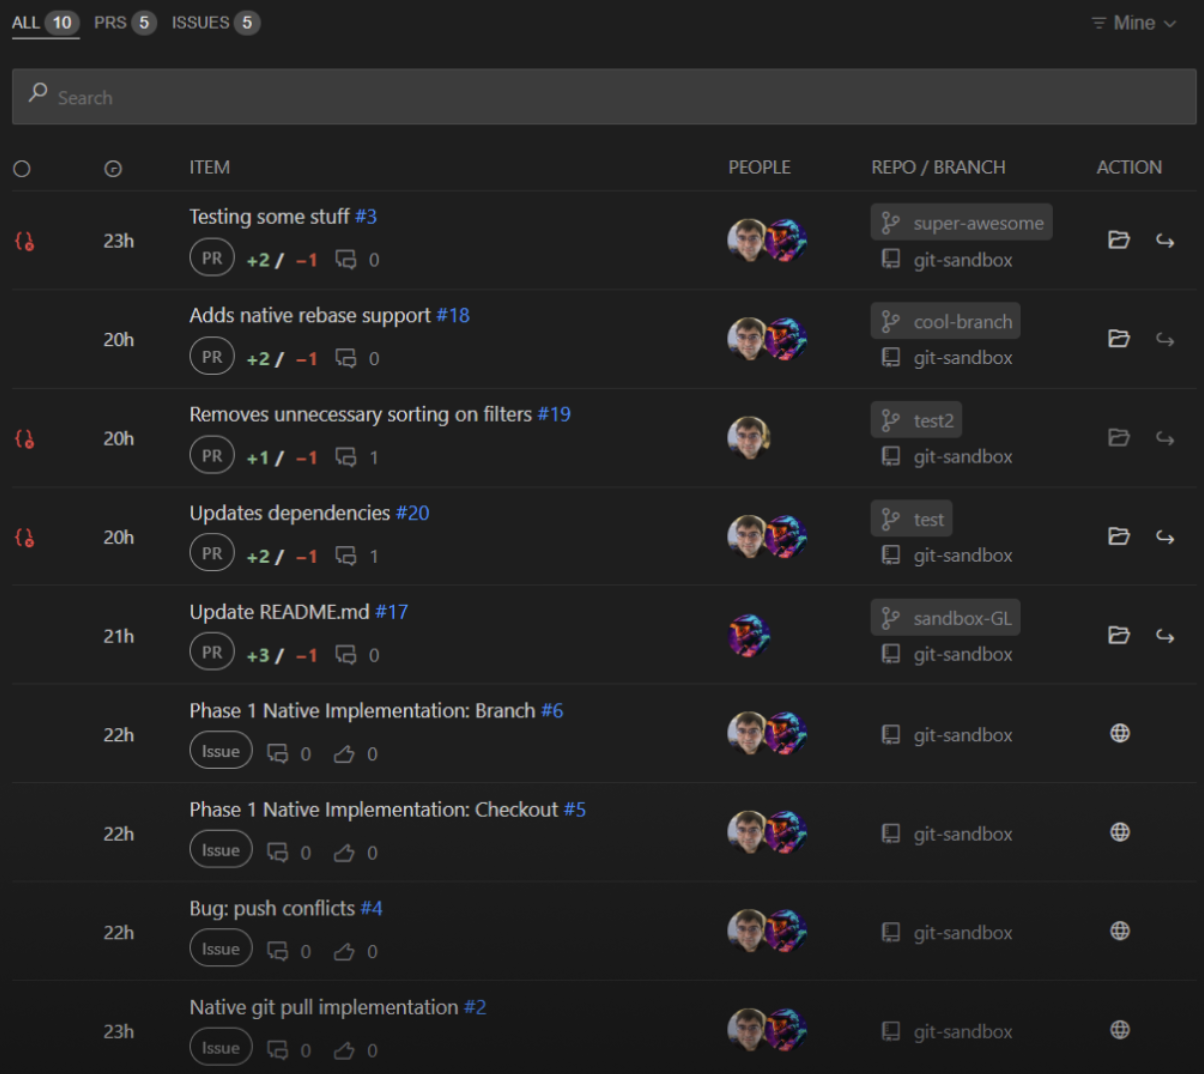 ALL 10 PRS 5 ISSUES 5 Mine
Search
ITEM PEOPLE REPO / BRANCH ACTION
Testing some stuff #3
super-awesome
23h
PR +2 / −1 0
git-sandbox
Adds native rebase support #18
cool-branch
20h
PR +2 / −1 0
git-sandbox
Removes unnecessary sorting on filters #19
test2
20h
PR +1 / −1 1
git-sandbox
Updates dependencies #20
test
20h
PR +2 / −1 1
git-sandbox
Update README.md #17
sandbox-GL
21h
PR +3 / −1 0
git-sandbox
Phase 1 Native Implementation: Branch #6
22h git-sandbox
Issue 0 0
Phase 1 Native Implementation: Checkout #5
22h git-sandbox
Issue 0 0
Bug: push conflicts #4
22h git-sandbox
Issue 0 0
Native git pull implementation #2
23h git-sandbox
Issue 0 0